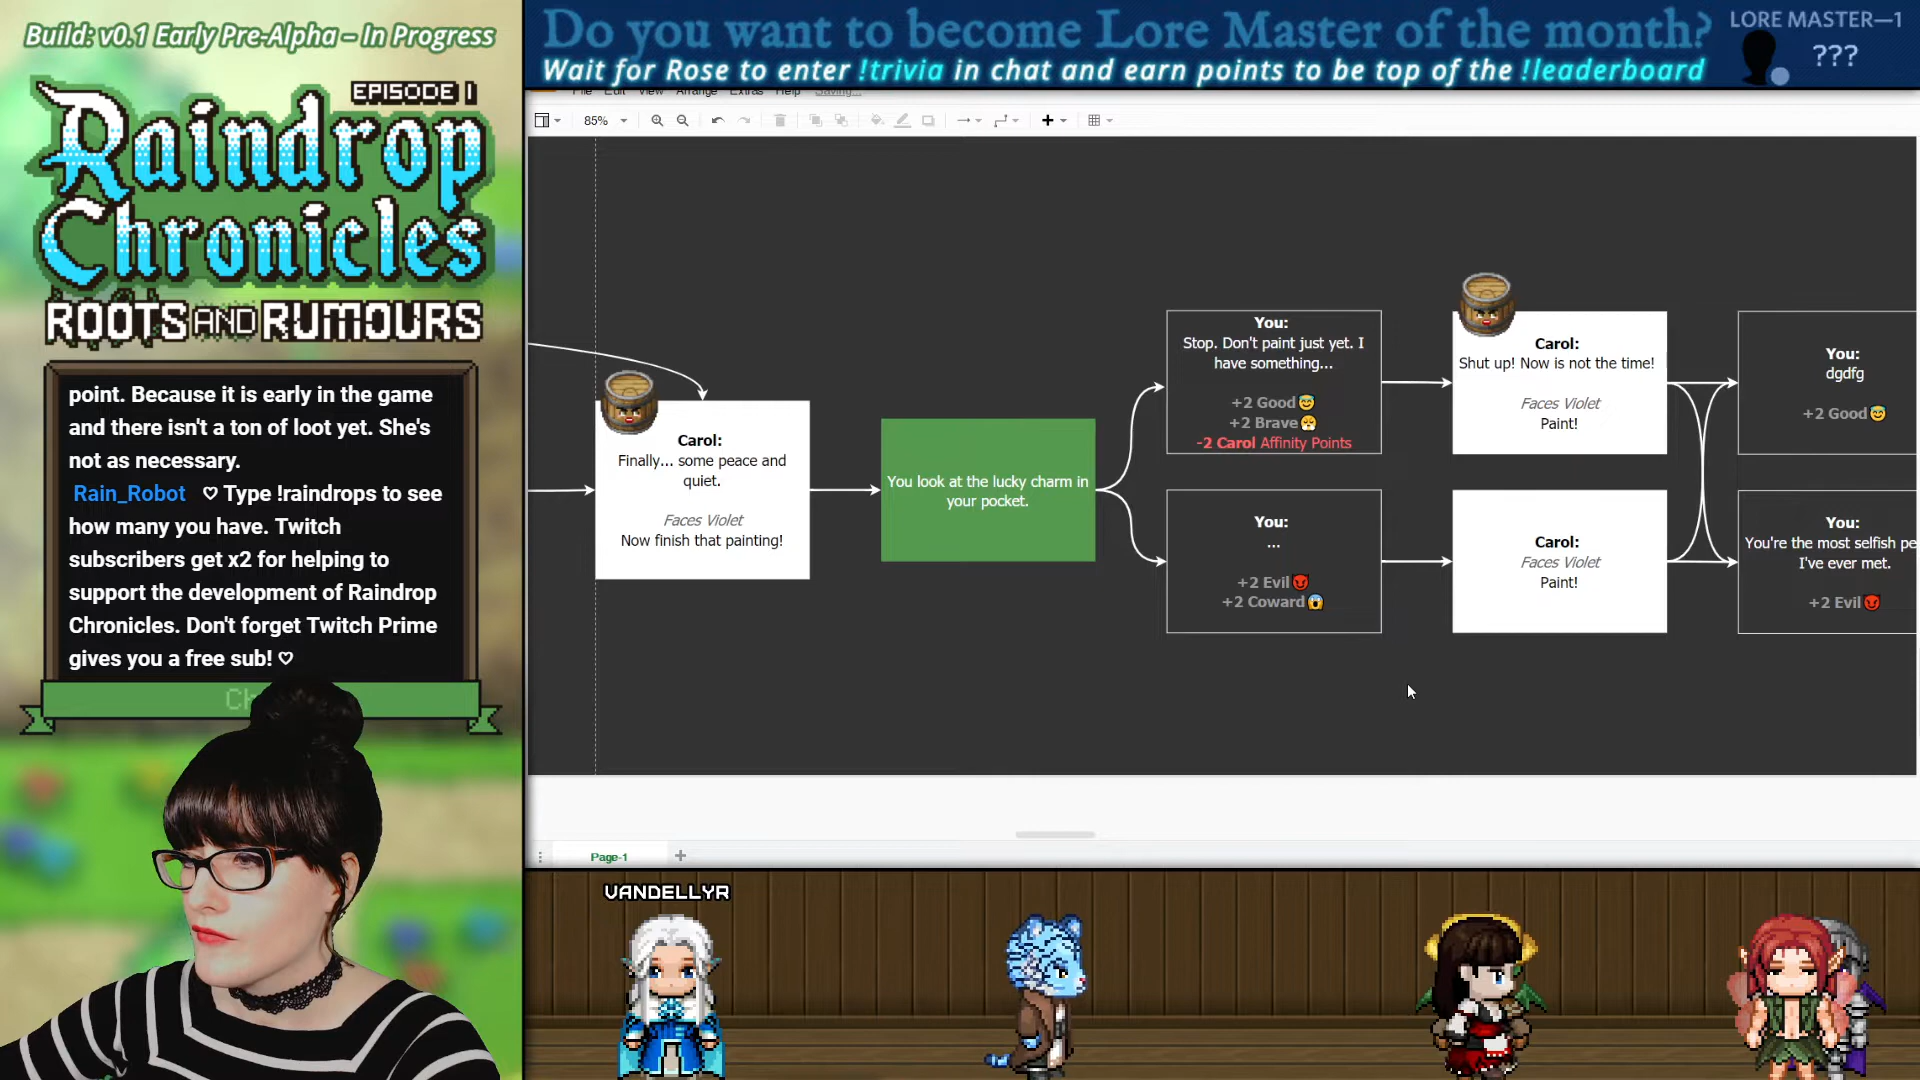 Build: v0.1 Early Pre-Alpha – In Progress
EPISODE I
Raindrop
Chronicles
ROOTS AND RUMOURS
point. Because it is early in the game
and there isn't a ton of loot yet. She's
not as necessary.
Rain_Robot ♡ Type !raindrops to see
how many you have. Twitch
subscribers get x2 for helping to
support the development of Raindrop
Chronicles. Don't forget Twitch Prime
gives you a free sub! ♡
Do you want to become Lore Master of the month?
Wait for Rose to enter !trivia in chat and earn points to be top of the !leaderboard
LORE MASTER—1
???
File Edit View Arrange Extras Help Saving...
85%
Carol:
Finally... some peace and
quiet.
Faces Violet
Now finish that painting!
You look at the lucky charm in
your pocket.
You:
Stop. Don't paint just yet. I
have something...
+2 Good😇
+2 Brave😤
-2 Carol Affinity Points
You:
...
+2 Evil😈
+2 Coward😱
Carol:
Shut up! Now is not the time!
Faces Violet
Paint!
Carol:
Faces Violet
Paint!
You:
dgdfg
+2 Good😇
You:
You're the most selfish pe
I've ever met.
+2 Evil😈
Page-1
VANDELLYR